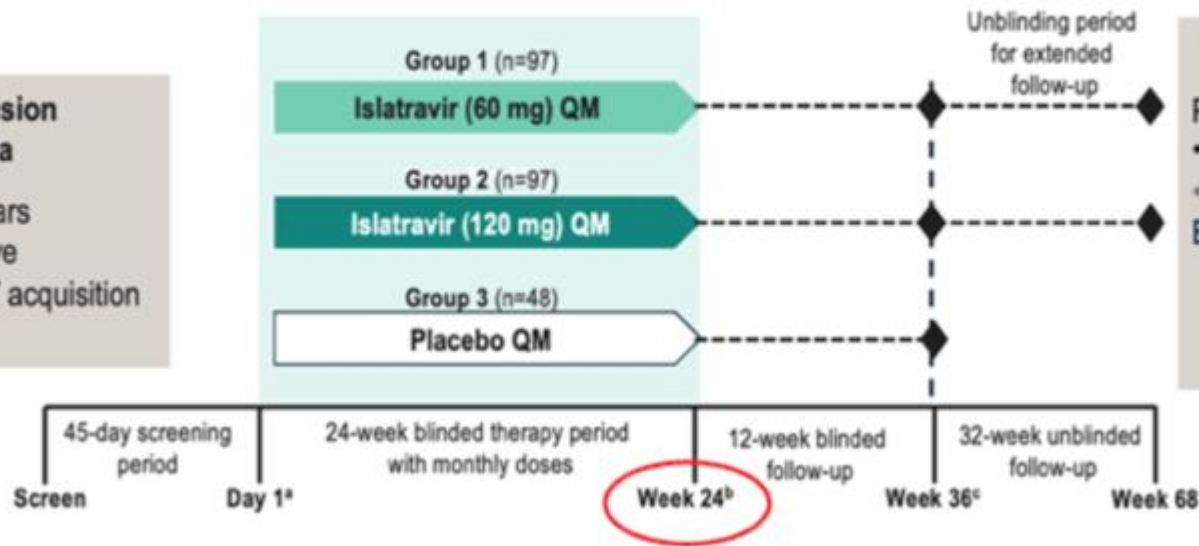 sion
a
ars
ve
acquisition
Group 1 (n=97)
Islatravir (60 mg) QM
Group 2 (n=97)
Islatravir (120 mg) QM
Group 3 (n=48)
Placebo QM
Unblinding period
for extended
follow-up
45-day screening
period
24-week blinded therapy period
with monthly doses
12-week blinded
follow-up
32-week unblinded
follow-up
Screen
Day 1ᵃ
Week 24ᵇ
Week 36ᶜ
Week 68